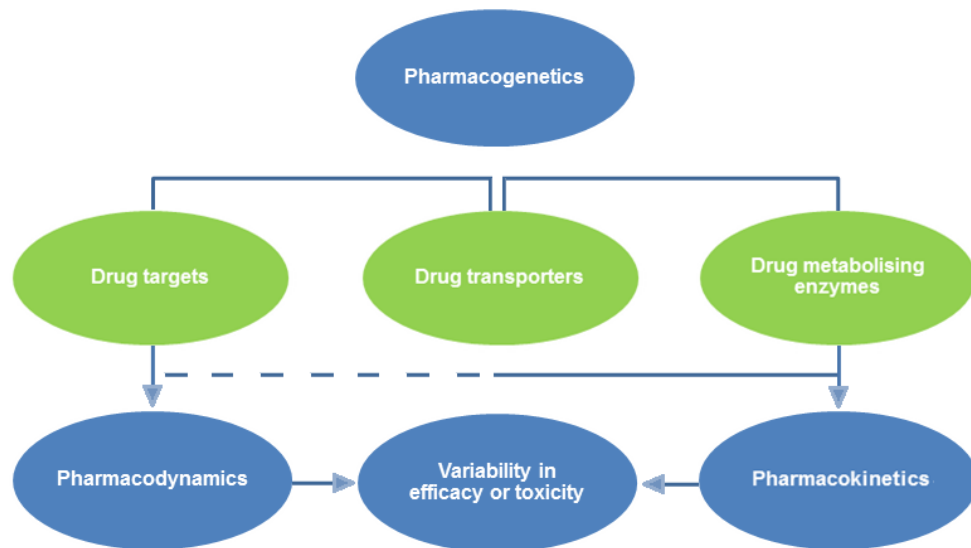 Pharmacogenetics
Drug targets
Drug transporters
Drug metabolising
enzymes
Pharmacodynamics
Variability in
efficacy or toxicity
Pharmacokinetics